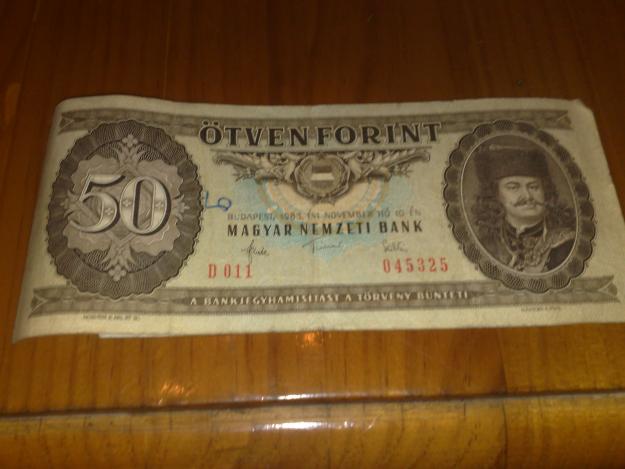 ÖTVEN FORINT
50
BUDAPEST, 1983. ÉVI NOVEMBER HÓ 10-ÉN
MAGYAR NEMZETI BANK
D 011 045325
A BANKJEGYHAMISÍTÁST A TÖRVÉNY BÜNTETI